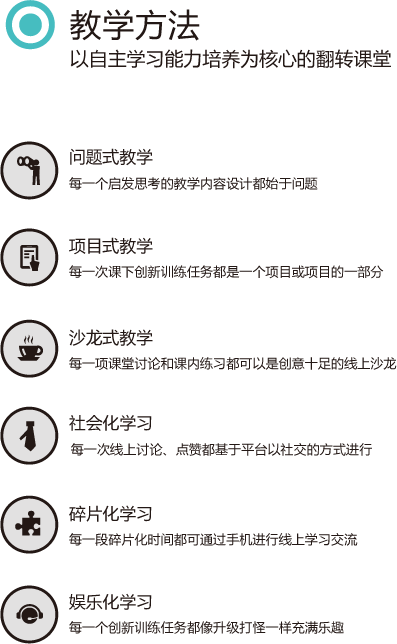 教学方法
以自主学习能力培养为核心的翻转课堂
问题式教学
每一个启发思考的教学内容设计都始于问题
项目式教学
每一次课下创新训练任务都是一个项目或项目的一部分
沙龙式教学
每一项课堂讨论和课内练习都可以是创意十足的线上沙龙
社会化学习
每一次线上讨论、点赞都基于平台以社交的方式进行
碎片化学习
每一段碎片化时间都可通过手机进行线上学习交流
娱乐化学习
每一个创新训练任务都像升级打怪一样充满乐趣